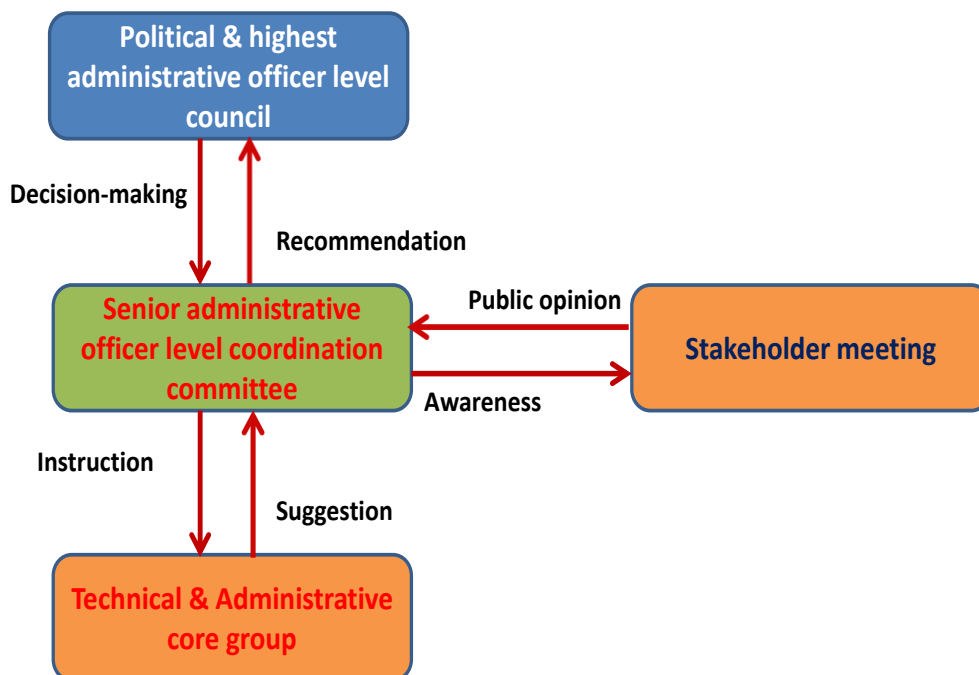 Political & highest
administrative officer level
council
Decision-making
Recommendation
Senior administrative
officer level coordination
committee
Public opinion
Stakeholder meeting
Awareness
Instruction
Suggestion
Technical & Administrative
core group